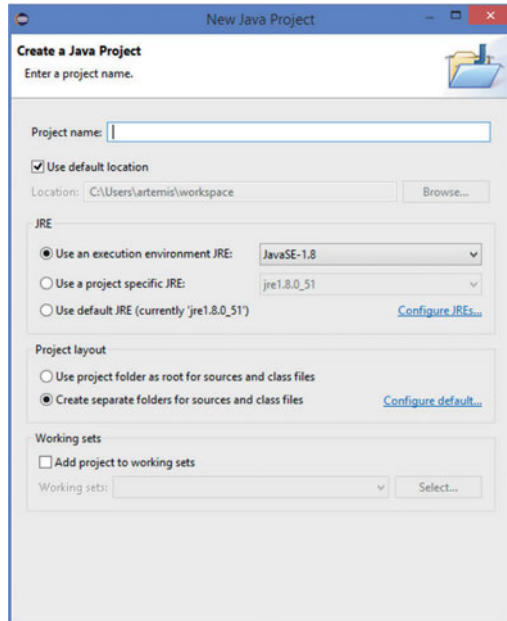 New Java Project
Create a Java Project
Enter a project name.
Project name:
Use default location
Location: C:\Users\artemis\workspace Browse...
JRE
Use an execution environment JRE: JavaSE-1.8
Use a project specific JRE: jre1.8.0_51
Use default JRE (currently 'jre1.8.0_51') Configure JREs...
Project layout
Use project folder as root for sources and class files
Create separate folders for sources and class files Configure default...
Working sets
Add project to working sets
Working sets: Select...